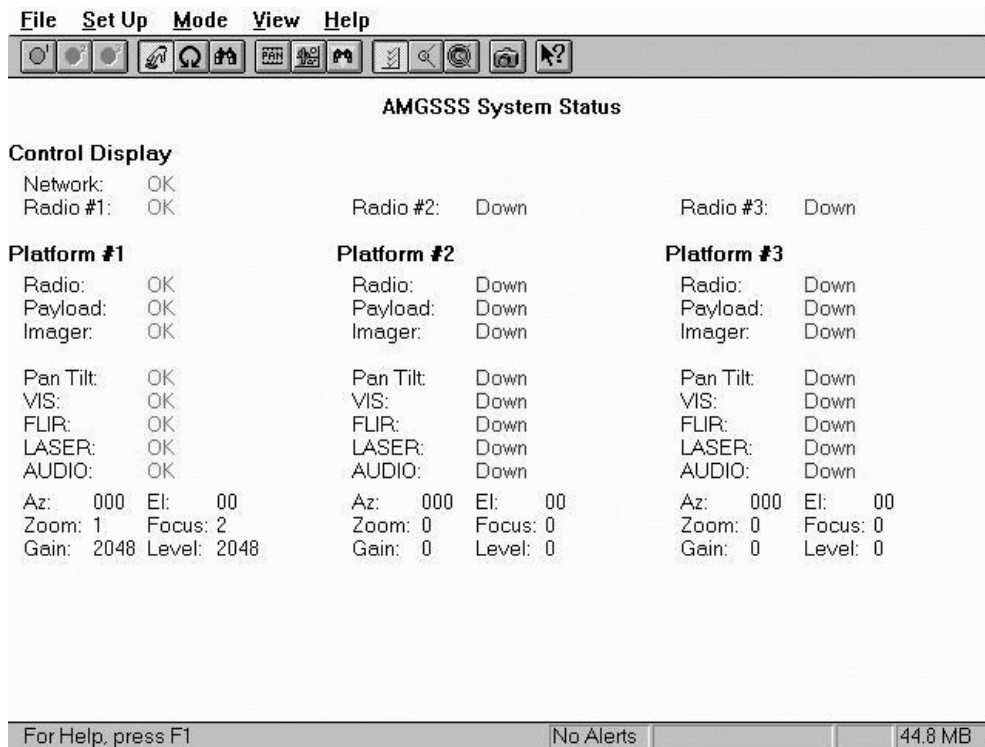 File Set Up Mode View Help
PAN
AMGSSS System Status
Control Display
Network: OK
Radio #1: OK Radio #2: Down Radio #3: Down
Platform #1 Platform #2 Platform #3
Radio: OK Radio: Down Radio: Down
Payload: OK Payload: Down Payload: Down
Imager: OK Imager: Down Imager: Down
Pan Tilt: OK Pan Tilt: Down Pan Tilt: Down
VIS: OK VIS: Down VIS: Down
FLIR: OK FLIR: Down FLIR: Down
LASER: OK LASER: Down LASER: Down
AUDIO: OK AUDIO: Down AUDIO: Down
Az: 000 El: 00 Az: 000 El: 00 Az: 000 El: 00
Zoom: 1 Focus: 2 Zoom: 0 Focus: 0 Zoom: 0 Focus: 0
Gain: 2048 Level: 2048 Gain: 0 Level: 0 Gain: 0 Level: 0
For Help, press F1 No Alerts 44.8 MB